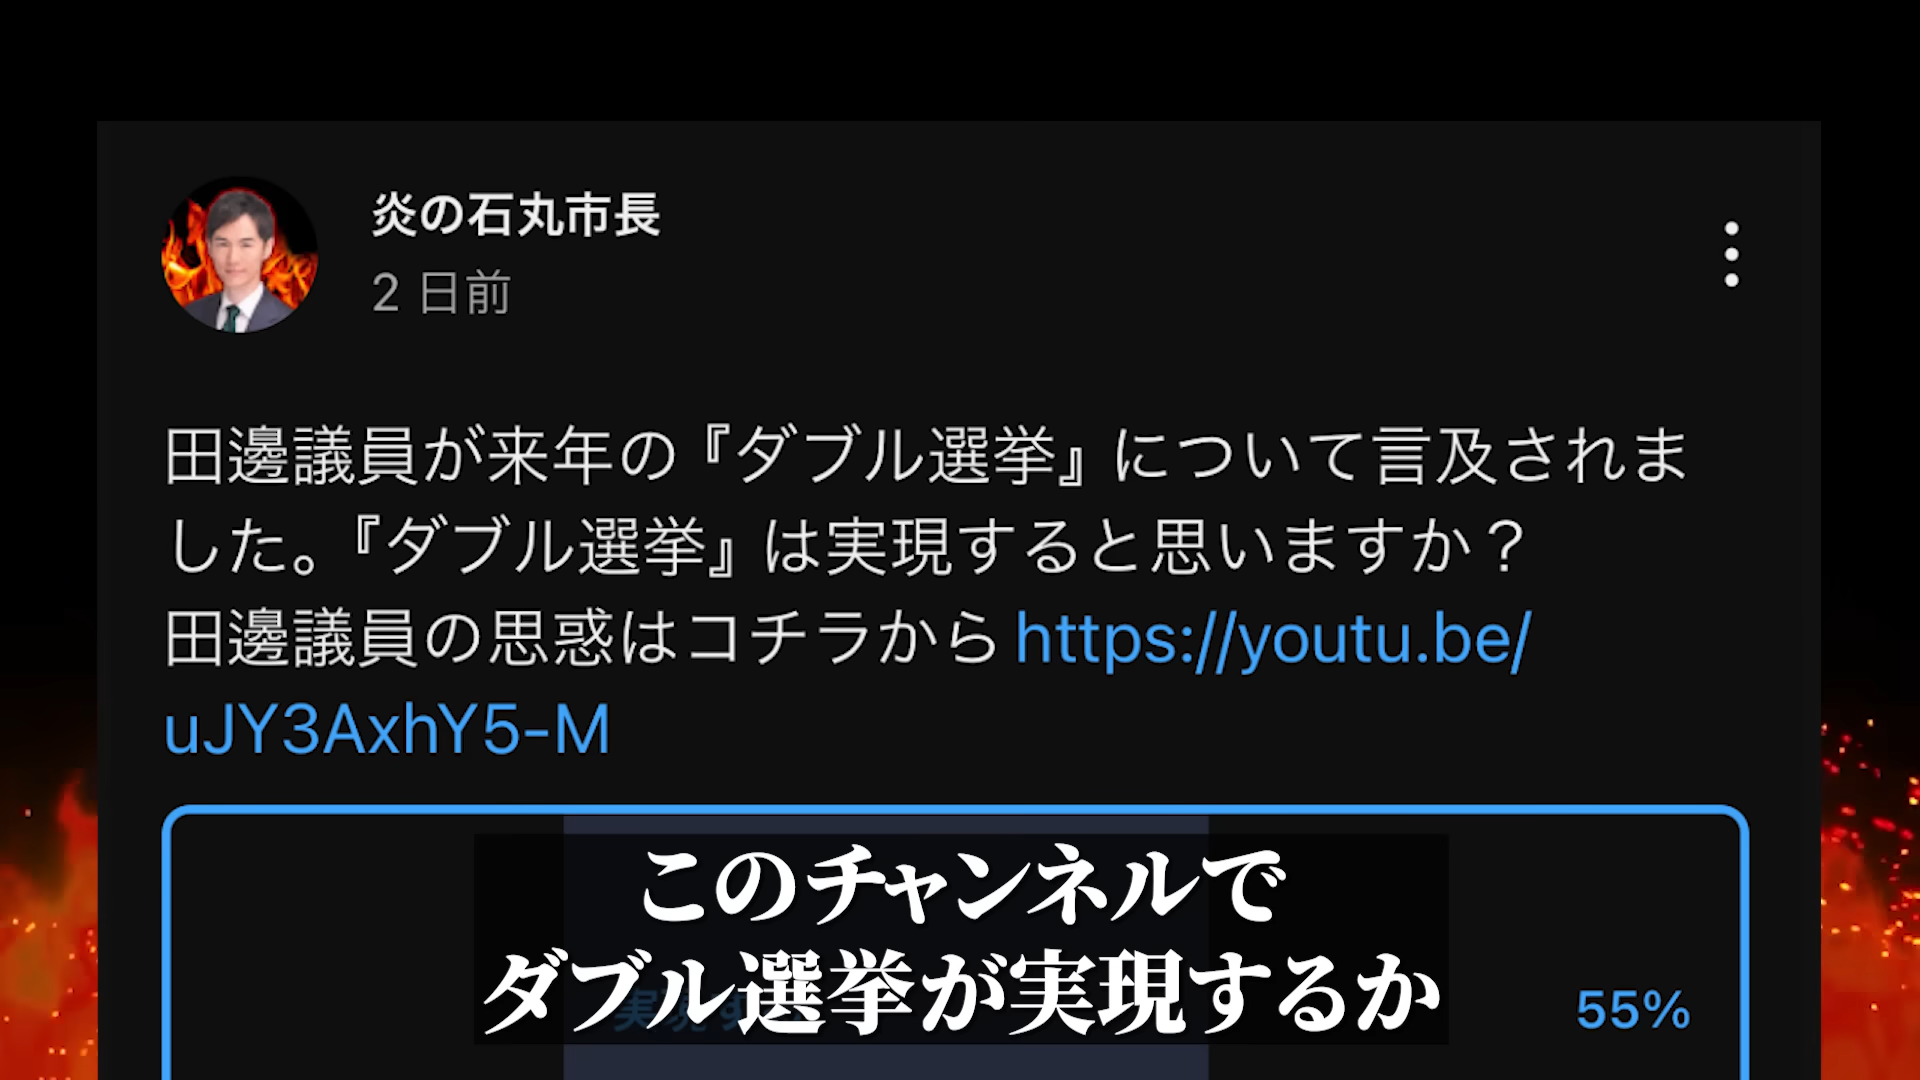 炎の石丸市長
2 日前
田邊議員が来年の『ダブル選挙』について言及されま
した。『ダブル選挙』は実現すると思いますか？
田邊議員の思惑はコチラから https://youtu.be/
uJY3AxhY5-M
このチャンネルで
ダブル選挙が実現するか
55%